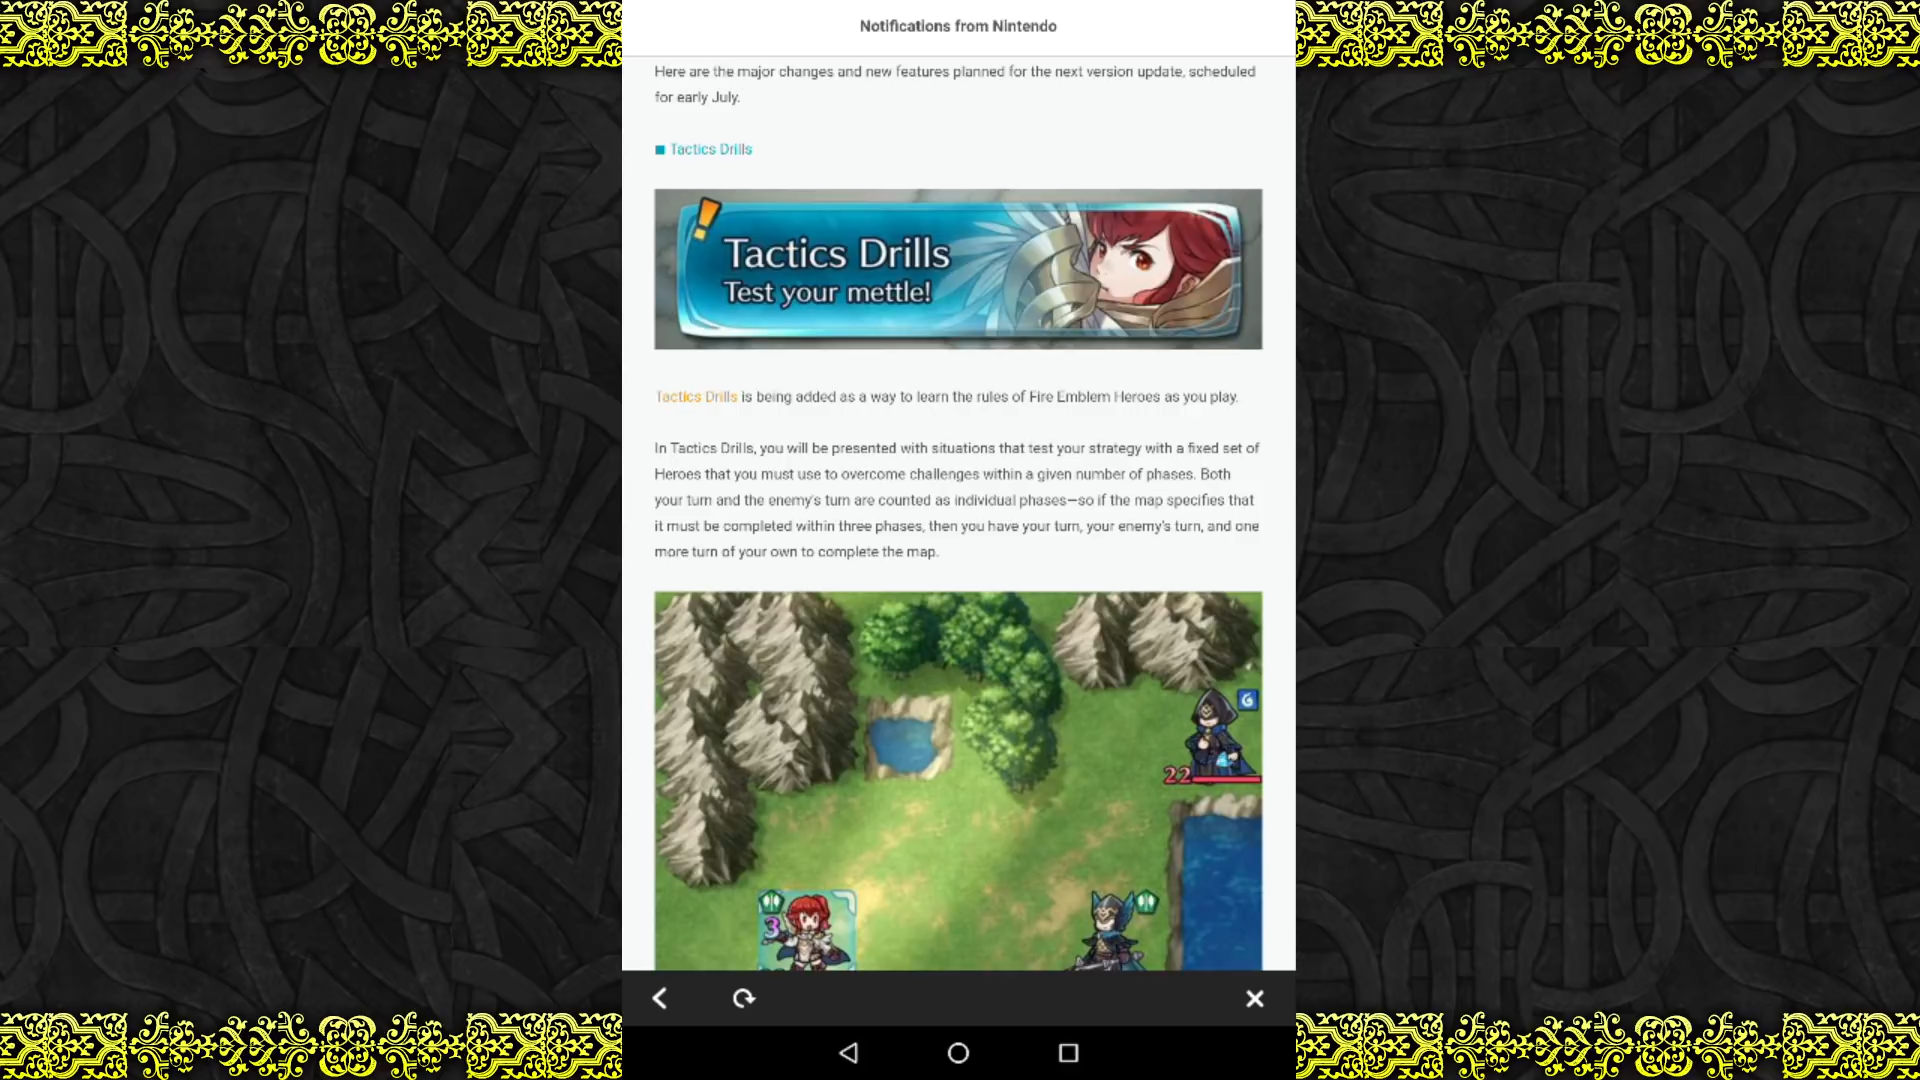 Notifications from Nintendo
Here are the major changes and new features planned for the next version update, scheduled
for early July.
Tactics Drills
Tactics Drills
Test your mettle!
Tactics Drills is being added as a way to learn the rules of Fire Emblem Heroes as you play.
In Tactics Drills, you will be presented with situations that test your strategy with a fixed set of
Heroes that you must use to overcome challenges within a given number of phases. Both
your turn and the enemy's turn are counted as individual phases—so if the map specifies that
it must be completed within three phases, then you have your turn, your enemy's turn, and one
more turn of your own to complete the map.
22
3